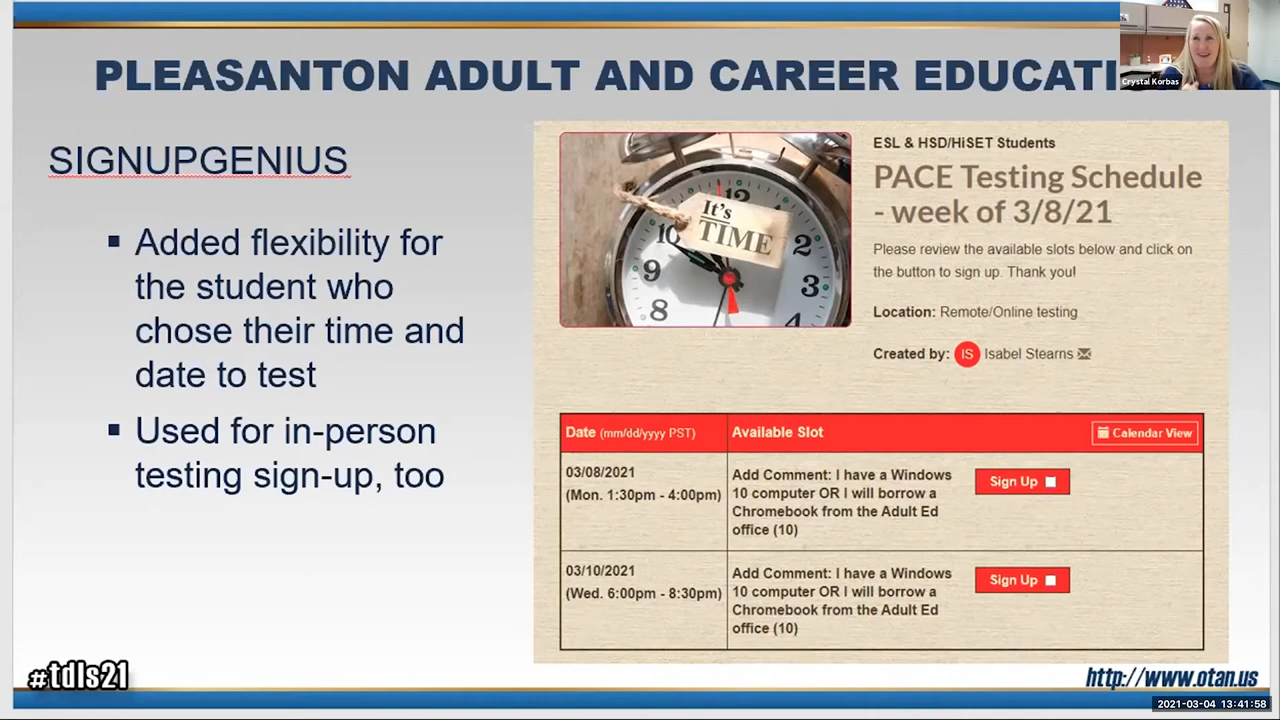 PLEASANTON ADULT AND CAREER EDUCATI
Crystal Korbas
SIGNUPGENIUS
▪ Added flexibility for
the student who
chose their time and
date to test
▪ Used for in-person
testing sign-up, too
It's
TIME
12
10
2
9
3
8
4
ESL & HSD/HiSET Students
PACE Testing Schedule
- week of 3/8/21
Please review the available slots below and click on
the button to sign up. Thank you!
Location: Remote/Online testing
Created by: IS Isabel Stearns
Date (mm/dd/yyyy PST) Available Slot Calendar View
03/08/2021
(Mon. 1:30pm - 4:00pm)
Add Comment: I have a Windows
10 computer OR I will borrow a
Chromebook from the Adult Ed
office (10)
Sign Up
03/10/2021
(Wed. 6:00pm - 8:30pm)
Add Comment: I have a Windows
10 computer OR I will borrow a
Chromebook from the Adult Ed
office (10)
Sign Up
#tdls21
http://www.otan.us
2021-03-04 13:41:58